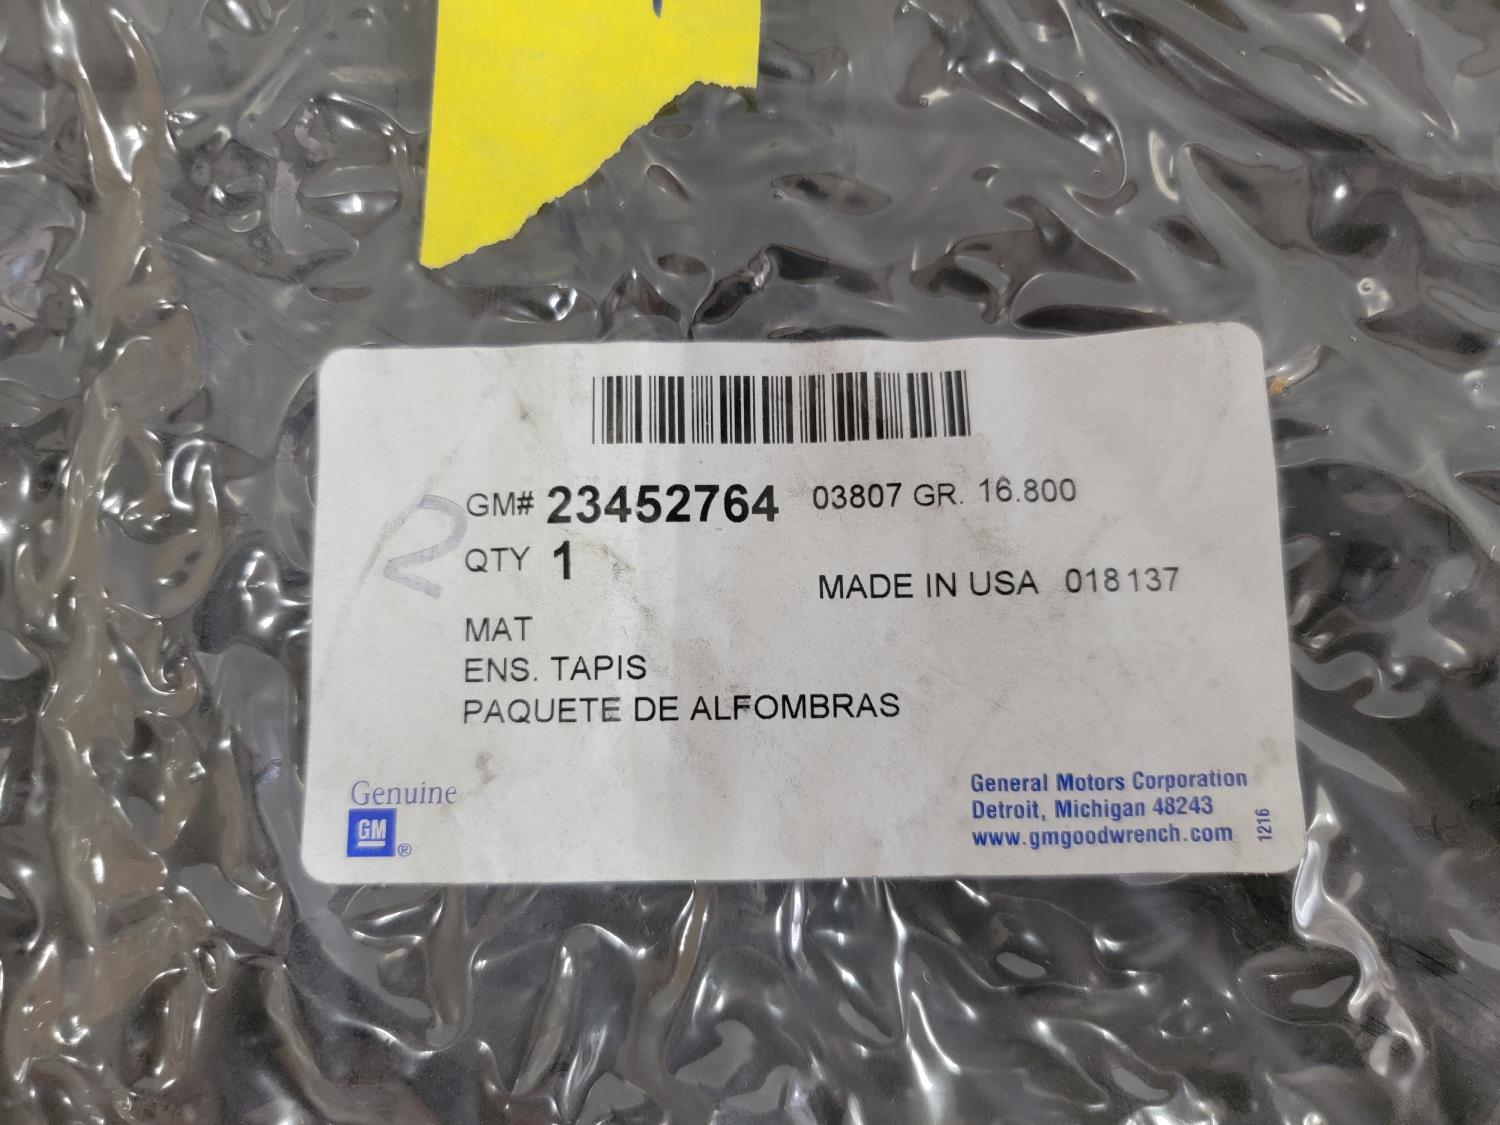 GM# 23452764 03807 GR. 16.800
2
QTY 1
MADE IN USA 018137
MAT
ENS. TAPIS
PAQUETE DE ALFOMBRAS
Genuine
GM ®
General Motors Corporation
Detroit, Michigan 48243
www.gmgoodwrench.com
1216